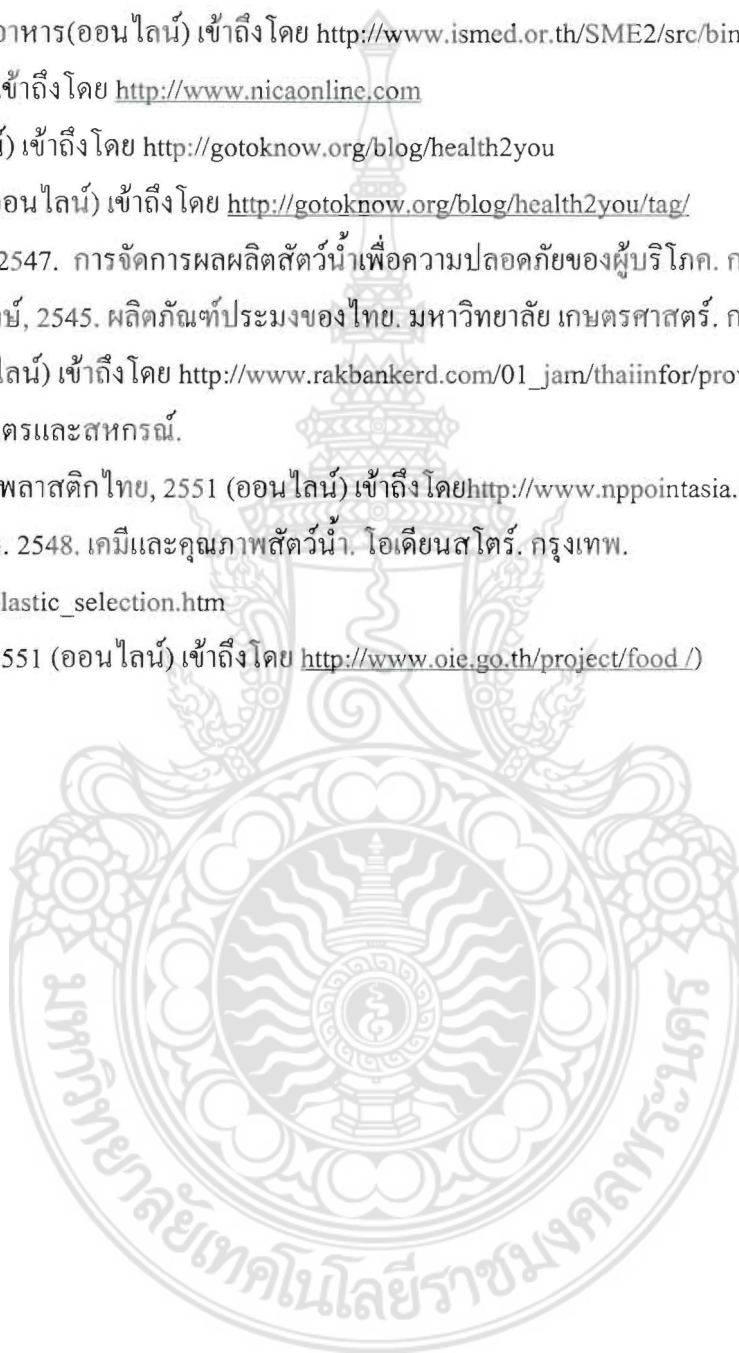 อาหาร(ออนไลน์) เข้าถึงโดย http://www.ismed.or.th/SME2/src/bin
เข้าถึงโดย http://www.nicaonline.com
น์) เข้าถึงโดย http://gotoknow.org/blog/health2you
ออนไลน์) เข้าถึงโดย http://gotoknow.org/blog/health2you/tag/
2547. การจัดการผลผลิตสัตว์น้ำเพื่อความปลอดภัยของผู้บริโภค. ก
งษ์, 2545. ผลิตภัณฑ์ประมงของไทย. มหาวิทยาลัย เกษตรศาสตร์. ก
ไลน์) เข้าถึงโดย http://www.rakbankerd.com/01_jam/thaiinfor/prov
ตรและสหกรณ์.
พลาสติกไทย, 2551 (ออนไลน์) เข้าถึงโดยhttp://www.nppointasia.
. 2548. เคมีและคุณภาพสัตว์น้ำ. โอเดียนสโตร์. กรุงเทพ.
lastic_selection.htm
2551 (ออนไลน์) เข้าถึงโดย http://www.oie.go.th/project/food /)
มหาวิทยาลัยเทคโนโลยีราชมงคลพระนคร